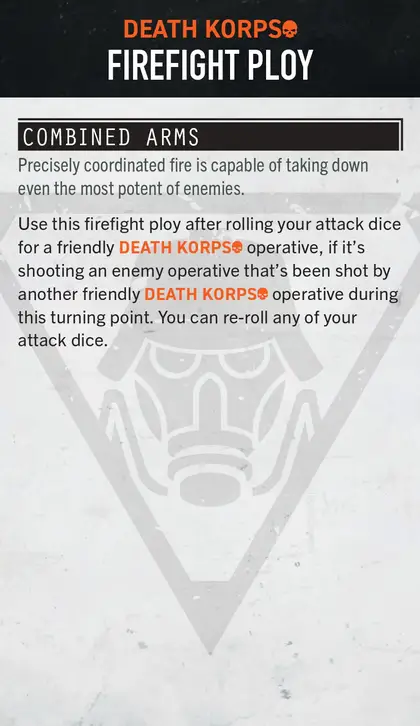 DEATH KORPS
FIREFIGHT PLOY
COMBINED ARMS
Precisely coordinated fire is capable of taking down
even the most potent of enemies.
Use this firefight ploy after rolling your attack dice
for a friendly DEATH KORPS operative, if it's
shooting an enemy operative that's been shot by
another friendly DEATH KORPS operative during
this turning point. You can re-roll any of your
attack dice.